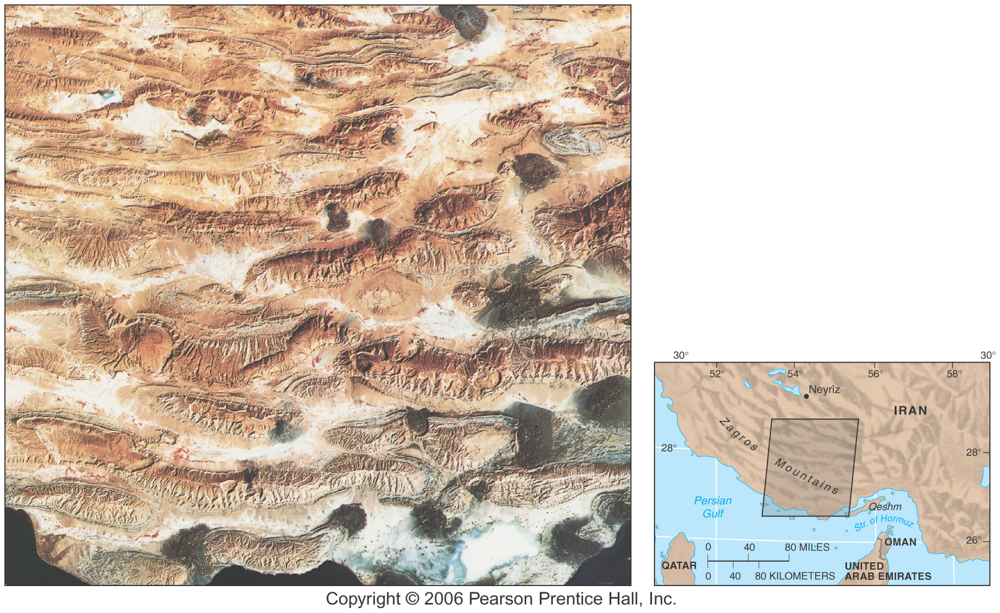 30°
30°
52°
54°
56°
58°
Neyrīz
IRAN
Zagros
Mountains
28°
28°
Persian
Gulf
Qeshm
Str. of Hormuz
26°
OMAN
0 40 80 MILES
0 40 80 KILOMETERS
QATAR
UNITED
ARAB EMIRATES
Copyright © 2006 Pearson Prentice Hall, Inc.